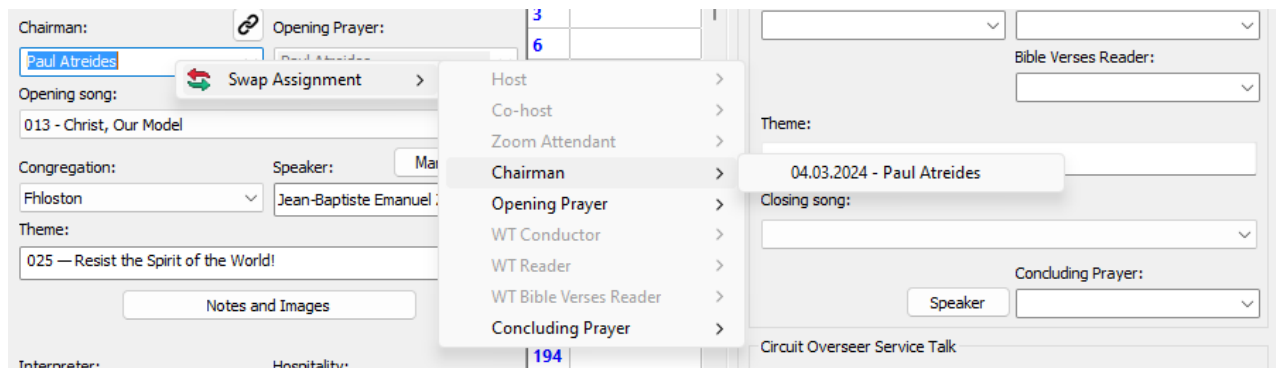 Chairman:
Opening Prayer:
Paul Atreides
Paul Atreides
Opening song:
013 - Christ, Our Model
Congregation:
Speaker:
Mar
Fhloston
Jean-Baptiste Emanuel
Theme:
025 — Resist the Spirit of the World!
Notes and Images
Interpreter:
Hospitality:
Swap Assignment
Host
Co-host
Zoom Attendant
Chairman
Opening Prayer
WT Conductor
WT Reader
WT Bible Verses Reader
Concluding Prayer
04.03.2024 - Paul Atreides
3
6
194
Bible Verses Reader:
Theme:
Closing song:
Concluding Prayer:
Speaker
Circuit Overseer Service Talk